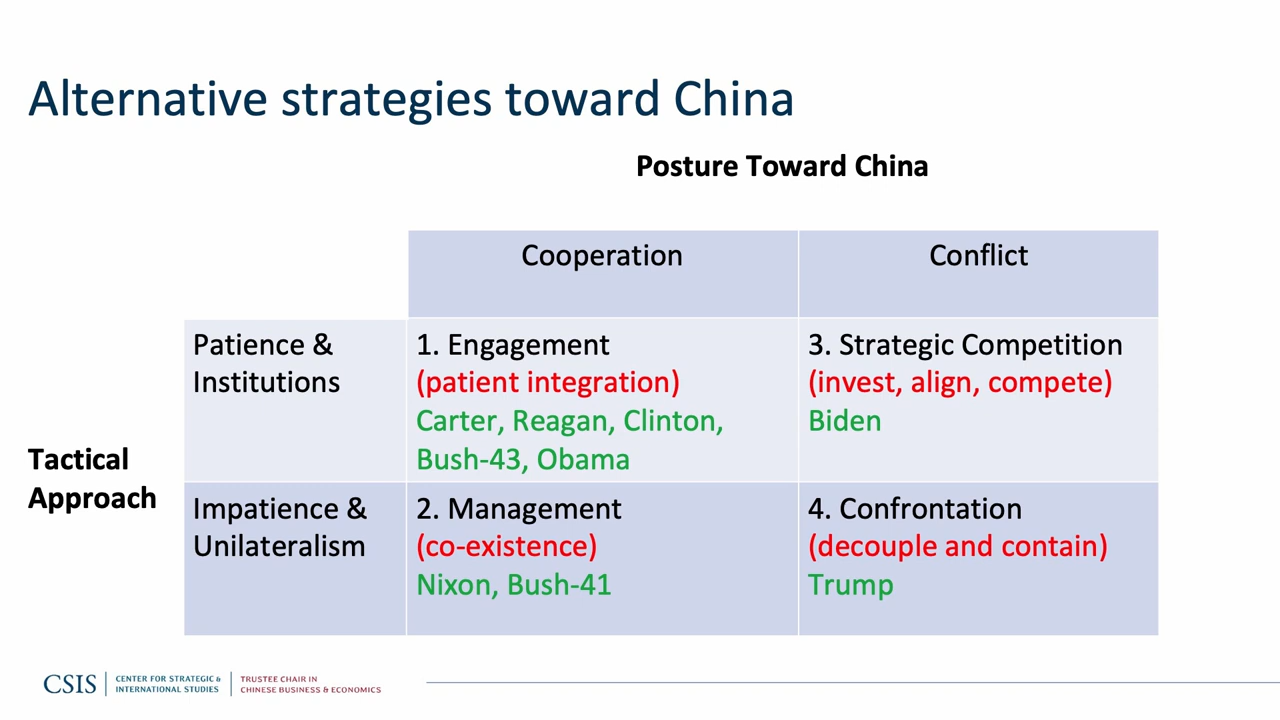 Alternative strategies toward China
Posture Toward China
Cooperation
Conflict
Patience &
Institutions
1. Engagement
(patient integration)
Carter, Reagan, Clinton,
Bush-43, Obama
3. Strategic Competition
(invest, align, compete)
Biden
Tactical
Approach
Impatience &
Unilateralism
2. Management
(co-existence)
Nixon, Bush-41
4. Confrontation
(decouple and contain)
Trump
CSIS
CENTER FOR STRATEGIC &
INTERNATIONAL STUDIES
TRUSTEE CHAIR IN
CHINESE BUSINESS & ECONOMICS